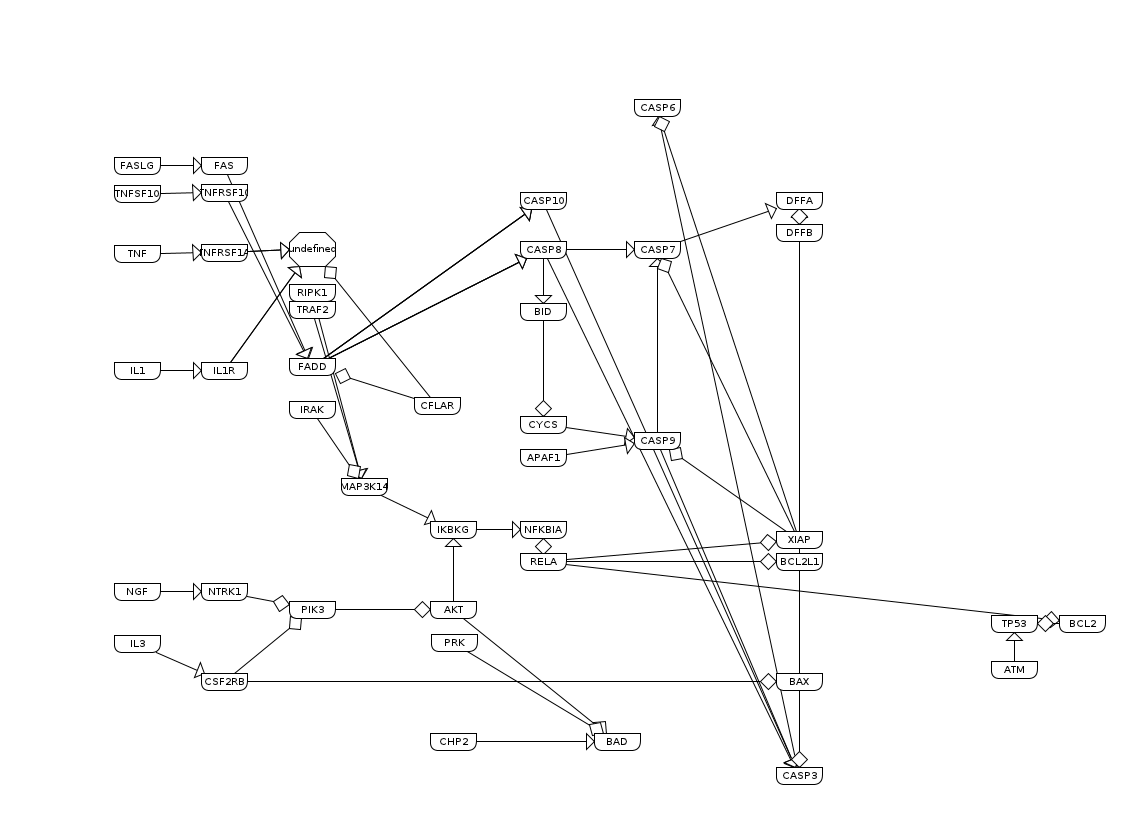 CASP6
FASLG
FAS
TNFSF10
TNFRSF10
CASP10
DFFA
DFFB
TNF
TNFRSF1A
undefined
CASP8
CASP7
RIPK1
TRAF2
BID
IL1
IL1R
FADD
IRAK
CFLAR
CYCS
CASP9
APAF1
MAP3K14
IKBKG
NFKBIA
XIAP
RELA
BCL2L1
NGF
NTRK1
PIK3
AKT
TP53
BCL2
IL3
PRK
ATM
CSF2RB
BAX
CHP2
BAD
CASP3